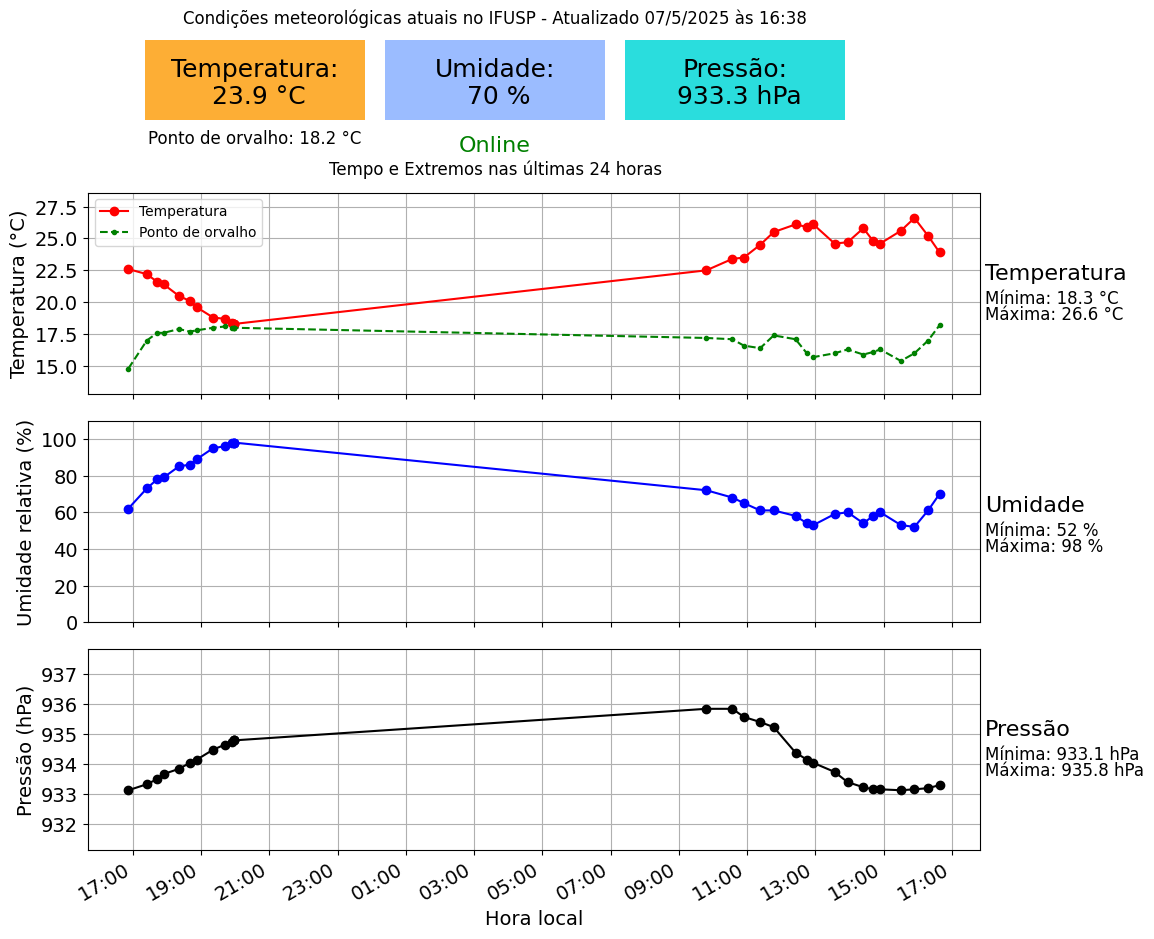 Condições meteorológicas atuais no IFUSP - Atualizado 07/5/2025 às 16:38
Temperatura:
23.9 °C
Umidade:
70 %
Pressão:
933.3 hPa
Ponto de orvalho: 18.2 °C
Online
Tempo e Extremos nas últimas 24 horas
Temperatura (°C)
27.5
25.0
22.5
20.0
17.5
15.0
Temperatura
Ponto de orvalho
Temperatura
Mínima: 18.3 °C
Máxima: 26.6 °C
Umidade relativa (%)
100
80
60
40
20
0
Umidade
Mínima: 52 %
Máxima: 98 %
Pressão (hPa)
937
936
935
934
933
932
Pressão
Mínima: 933.1 hPa
Máxima: 935.8 hPa
17:00 19:00 21:00 23:00 01:00 03:00 05:00 07:00 09:00 11:00 13:00 15:00 17:00
Hora local